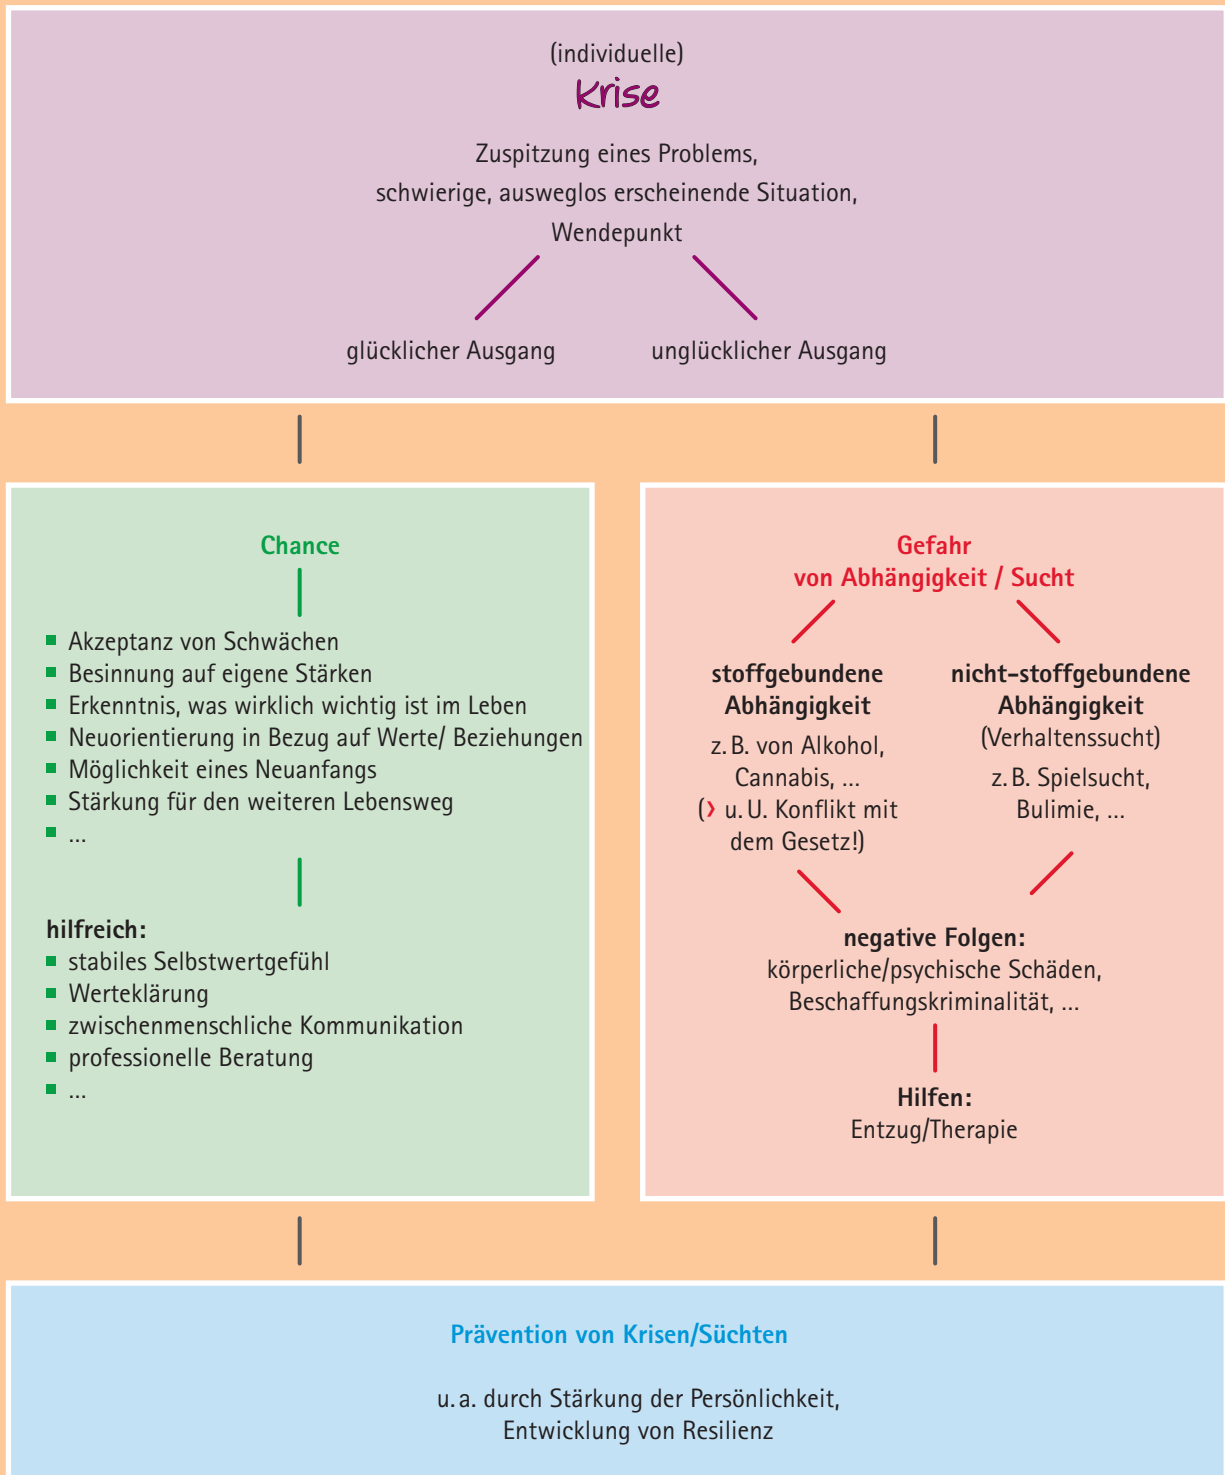 (individuelle)
Krise
Zuspitzung eines Problems,
schwierige, ausweglos erscheinende Situation,
Wendepunkt
glücklicher Ausgang
unglücklicher Ausgang
Chance
■ Akzeptanz von Schwächen
■ Besinnung auf eigene Stärken
■ Erkenntnis, was wirklich wichtig ist im Leben
■ Neuorientierung in Bezug auf Werte/ Beziehungen
■ Möglichkeit eines Neuanfangs
■ Stärkung für den weiteren Lebensweg
■ ...
hilfreich:
■ stabiles Selbstwertgefühl
■ Werteklärung
■ zwischenmenschliche Kommunikation
■ professionelle Beratung
■ ...
Gefahr
von Abhängigkeit / Sucht
stoffgebundene
Abhängigkeit
z. B. von Alkohol,
Cannabis, ...
(› u. U. Konflikt mit
dem Gesetz!)
nicht-stoffgebundene
Abhängigkeit
(Verhaltenssucht)
z. B. Spielsucht,
Bulimie, ...
negative Folgen:
körperliche/psychische Schäden,
Beschaffungskriminalität, ...
Hilfen:
Entzug/Therapie
Prävention von Krisen/Süchten
u. a. durch Stärkung der Persönlichkeit,
Entwicklung von Resilienz